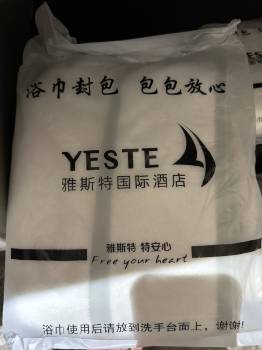 浴巾封包 包包放心
YESTE
雅斯特国际酒店
雅斯特 特安心
Free your heart
浴巾使用后请放到洗手台面上，谢谢!